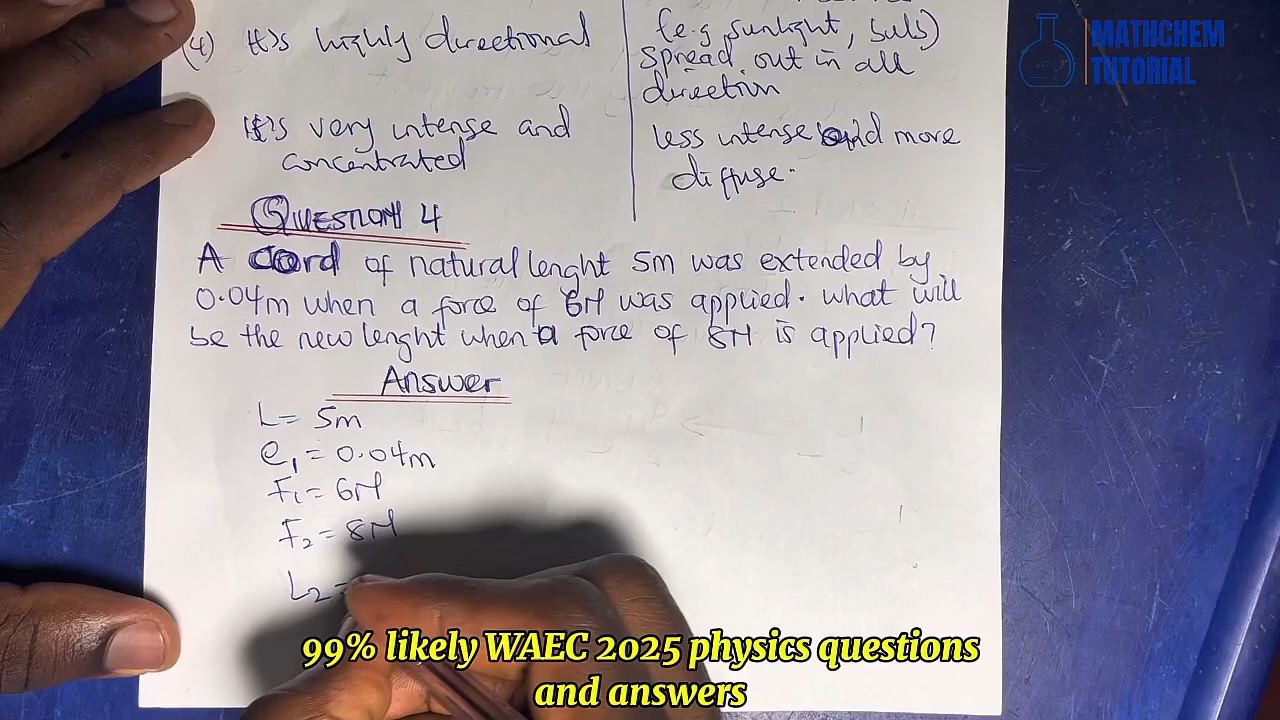 MATHCHEM
TUTORIAL
(4) It's highly directional
It's very intense and
concentrated
(e.g sunlight, bulb)
spread out in all
direction
less intense and more
diffuse.
QUESTION 4
A cord of natural lenght 5m was extended by
0.04m when a force of 6N was applied. what will
be the new lenght when a force of 8N is applied?
Answer
L= 5m
e₁ = 0.04m
F₁ = 6N
F₂ = 8N
L₂ =
99% likely WAEC 2025 physics questions
and answers